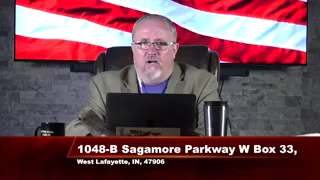 1048-B Sagamore Parkway W Box 33,
West Lafayette, IN, 47906